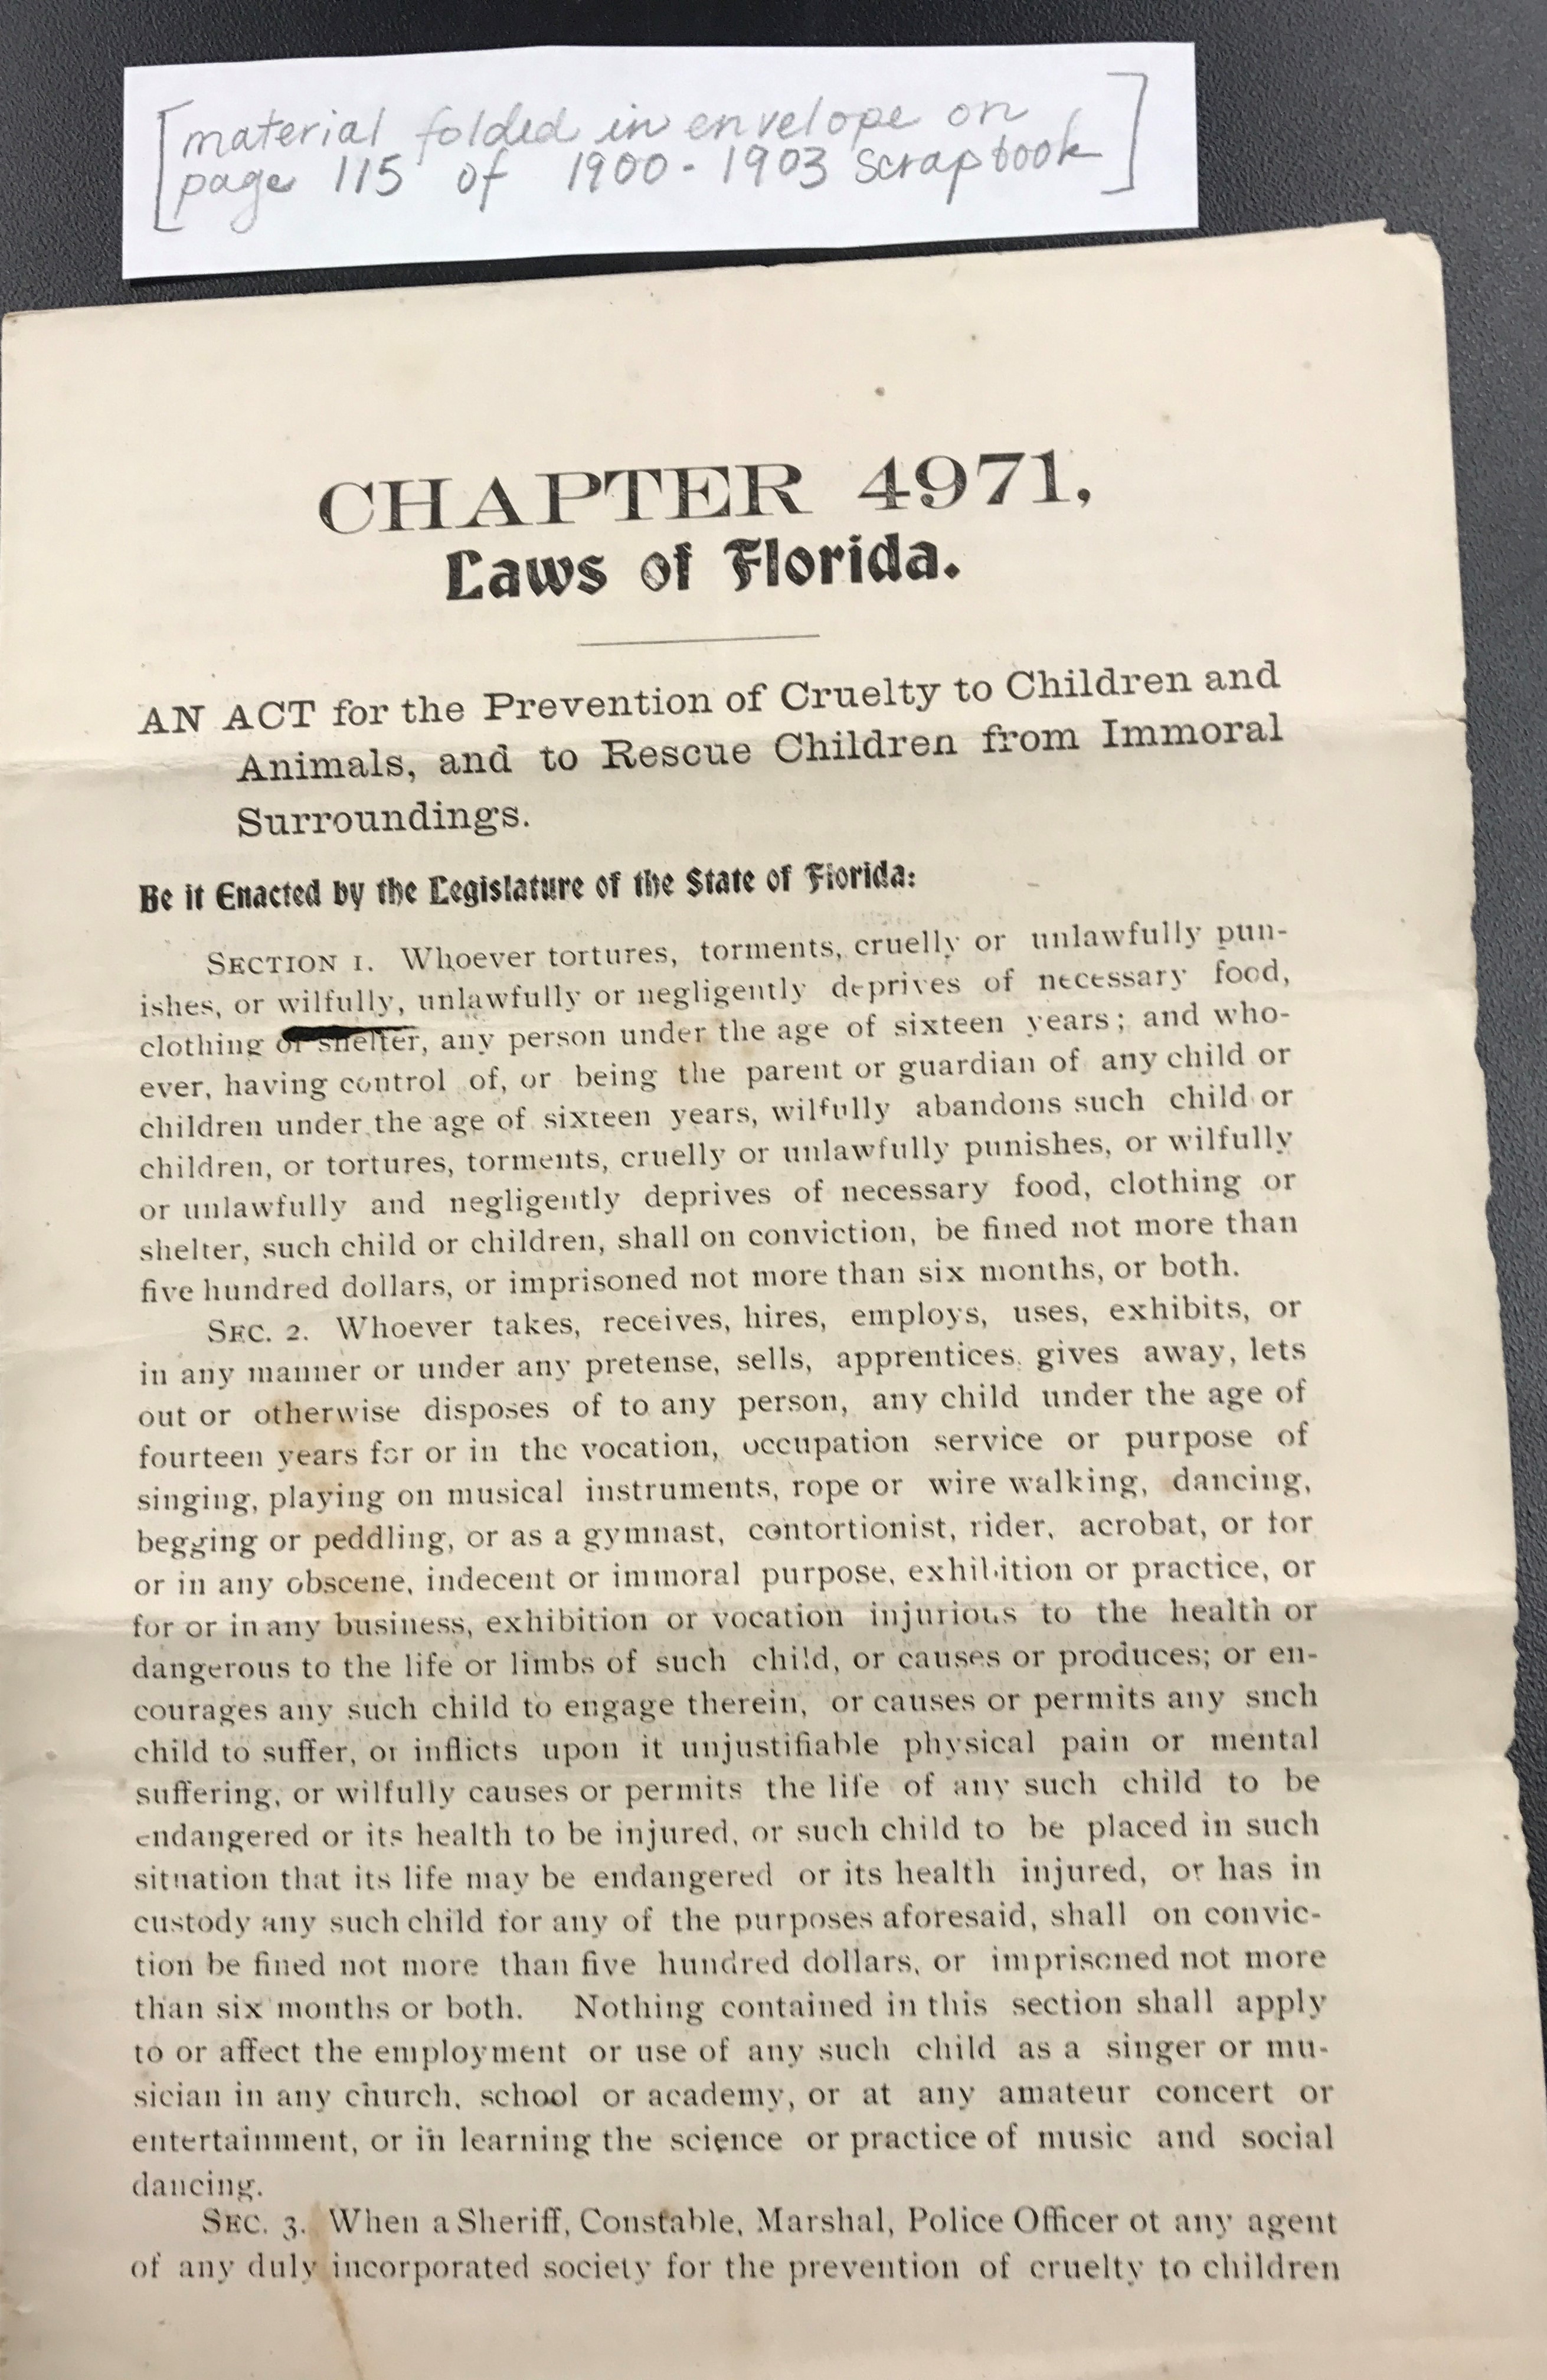 [material folded in envelope on
page 115 of 1900-1903 scrapbook]
CHAPTER 4971,
Laws of Florida.
AN ACT for the Prevention of Cruelty to Children and
Animals, and to Rescue Children from Immoral
Surroundings.
Be it Enacted by the Legislature of the State of Florida:
SECTION 1. Whoever tortures, torments, cruelly or unlawfully pun-
ishes, or wilfully, unlawfully or negligently deprives of necessary food,
clothing or shelter, any person under the age of sixteen years; and who-
ever, having control of, or being the parent or guardian of any child or
children under the age of sixteen years, wilfully abandons such child or
children, or tortures, torments, cruelly or unlawfully punishes, or wilfully
or unlawfully and negligently deprives of necessary food, clothing or
shelter, such child or children, shall on conviction, be fined not more than
five hundred dollars, or imprisoned not more than six months, or both.
SEC. 2. Whoever takes, receives, hires, employs, uses, exhibits, or
in any manner or under any pretense, sells, apprentices, gives away, lets
out or otherwise disposes of to any person, any child under the age of
fourteen years for or in the vocation, occupation service or purpose of
singing, playing on musical instruments, rope or wire walking, dancing,
begging or peddling, or as a gymnast, contortionist, rider, acrobat, or for
or in any obscene, indecent or immoral purpose, exhibition or practice, or
for or in any business, exhibition or vocation injurious to the health or
dangerous to the life or limbs of such child, or causes or produces; or en-
courages any such child to engage therein, or causes or permits any snch
child to suffer, or inflicts upon it unjustifiable physical pain or mental
suffering, or wilfully causes or permits the life of any such child to be
endangered or its health to be injured, or such child to be placed in such
situation that its life may be endangered or its health injured, or has in
custody any such child for any of the purposes aforesaid, shall on convic-
tion be fined not more than five hundred dollars, or imprisoned not more
than six months or both. Nothing contained in this section shall apply
to or affect the employment or use of any such child as a singer or mu-
sician in any church, school or academy, or at any amateur concert or
entertainment, or in learning the science or practice of music and social
dancing.
SEC. 3. When a Sheriff, Constable, Marshal, Police Officer ot any agent
of any duly incorporated society for the prevention of cruelty to children